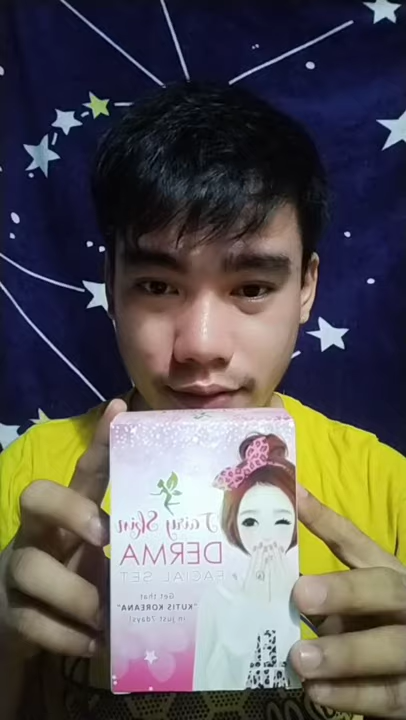 Fairy Skin
DERMA
FACIAL SET
Get that
"KUTIS KOREANA"
in just 7days!